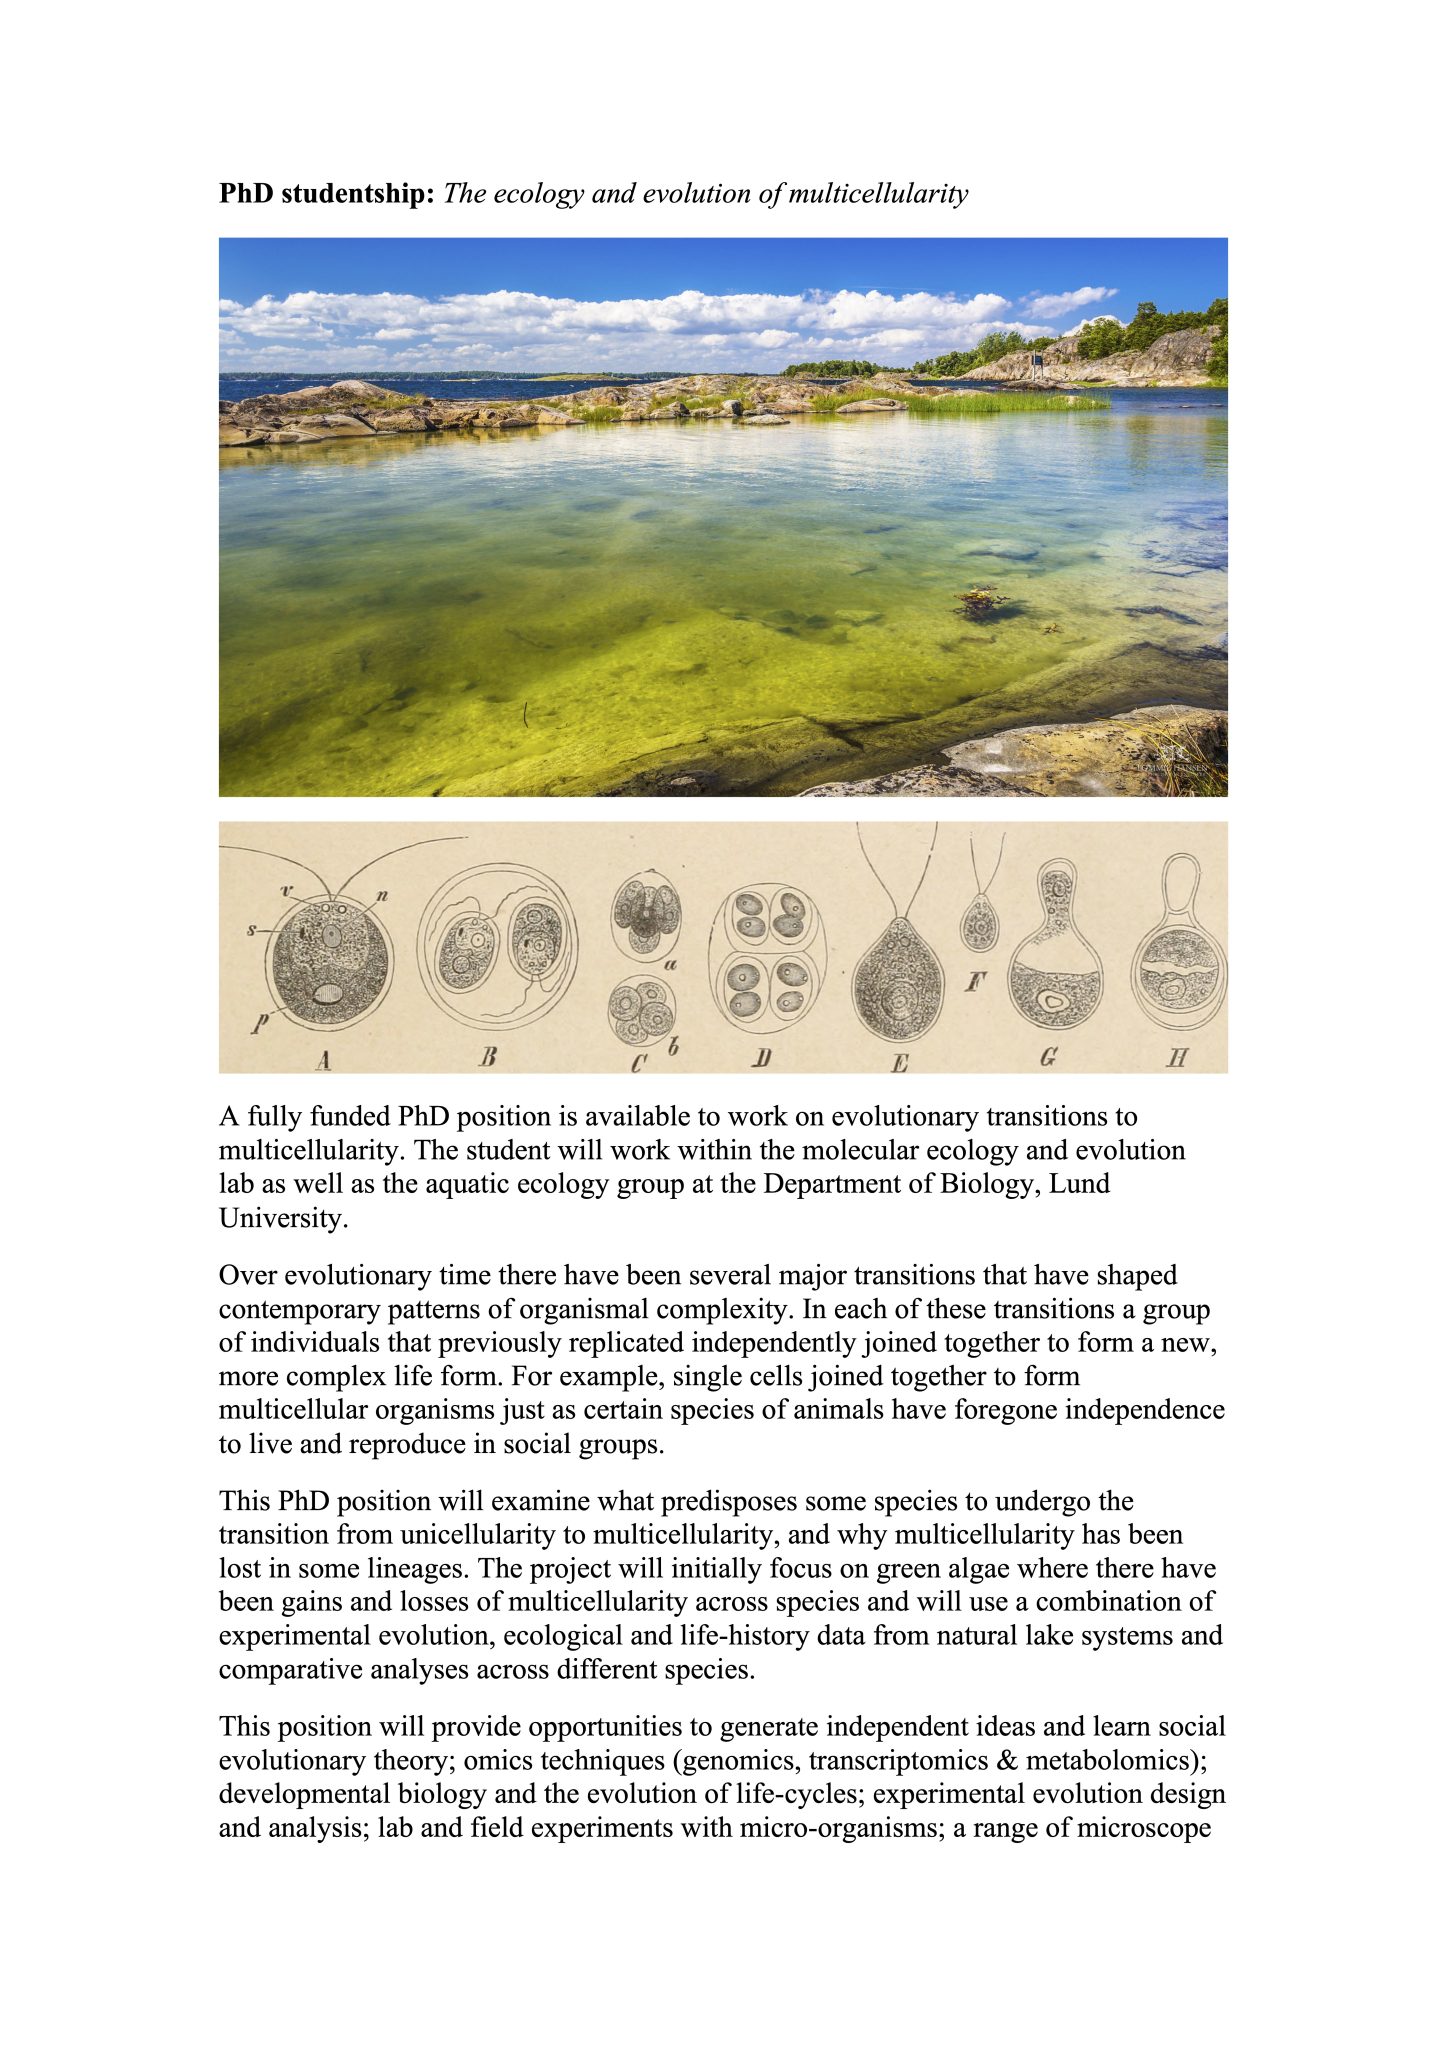 PhD studentship: The ecology and evolution of multicellularity
v
n
s
p
A
B
a
C b
D
E
F
G
H
A fully funded PhD position is available to work on evolutionary transitions to
multicellularity. The student will work within the molecular ecology and evolution
lab as well as the aquatic ecology group at the Department of Biology, Lund
University.
Over evolutionary time there have been several major transitions that have shaped
contemporary patterns of organismal complexity. In each of these transitions a group
of individuals that previously replicated independently joined together to form a new,
more complex life form. For example, single cells joined together to form
multicellular organisms just as certain species of animals have foregone independence
to live and reproduce in social groups.
This PhD position will examine what predisposes some species to undergo the
transition from unicellularity to multicellularity, and why multicellularity has been
lost in some lineages. The project will initially focus on green algae where there have
been gains and losses of multicellularity across species and will use a combination of
experimental evolution, ecological and life-history data from natural lake systems and
comparative analyses across different species.
This position will provide opportunities to generate independent ideas and learn social
evolutionary theory; omics techniques (genomics, transcriptomics & metabolomics);
developmental biology and the evolution of life-cycles; experimental evolution design
and analysis; lab and field experiments with micro-organisms; a range of microscope